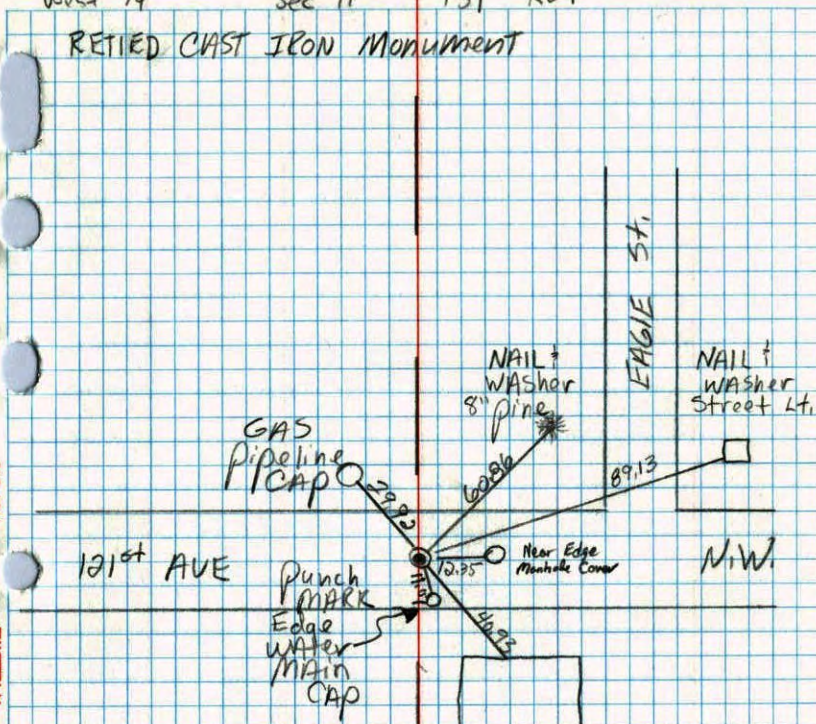 RETIED CAST IRON Monument
EAGLE St.
NAIL &
WASher
8" Pine
NAIL &
WASher
Street Lt.
GAS
Pipeline
CAP
29.92
60.86
89.13
121st AVE
12.35
Near Edge
Manhole Cover
N.W.
Punch
MARK
Edge
WATer
MAin
CAP
40.93